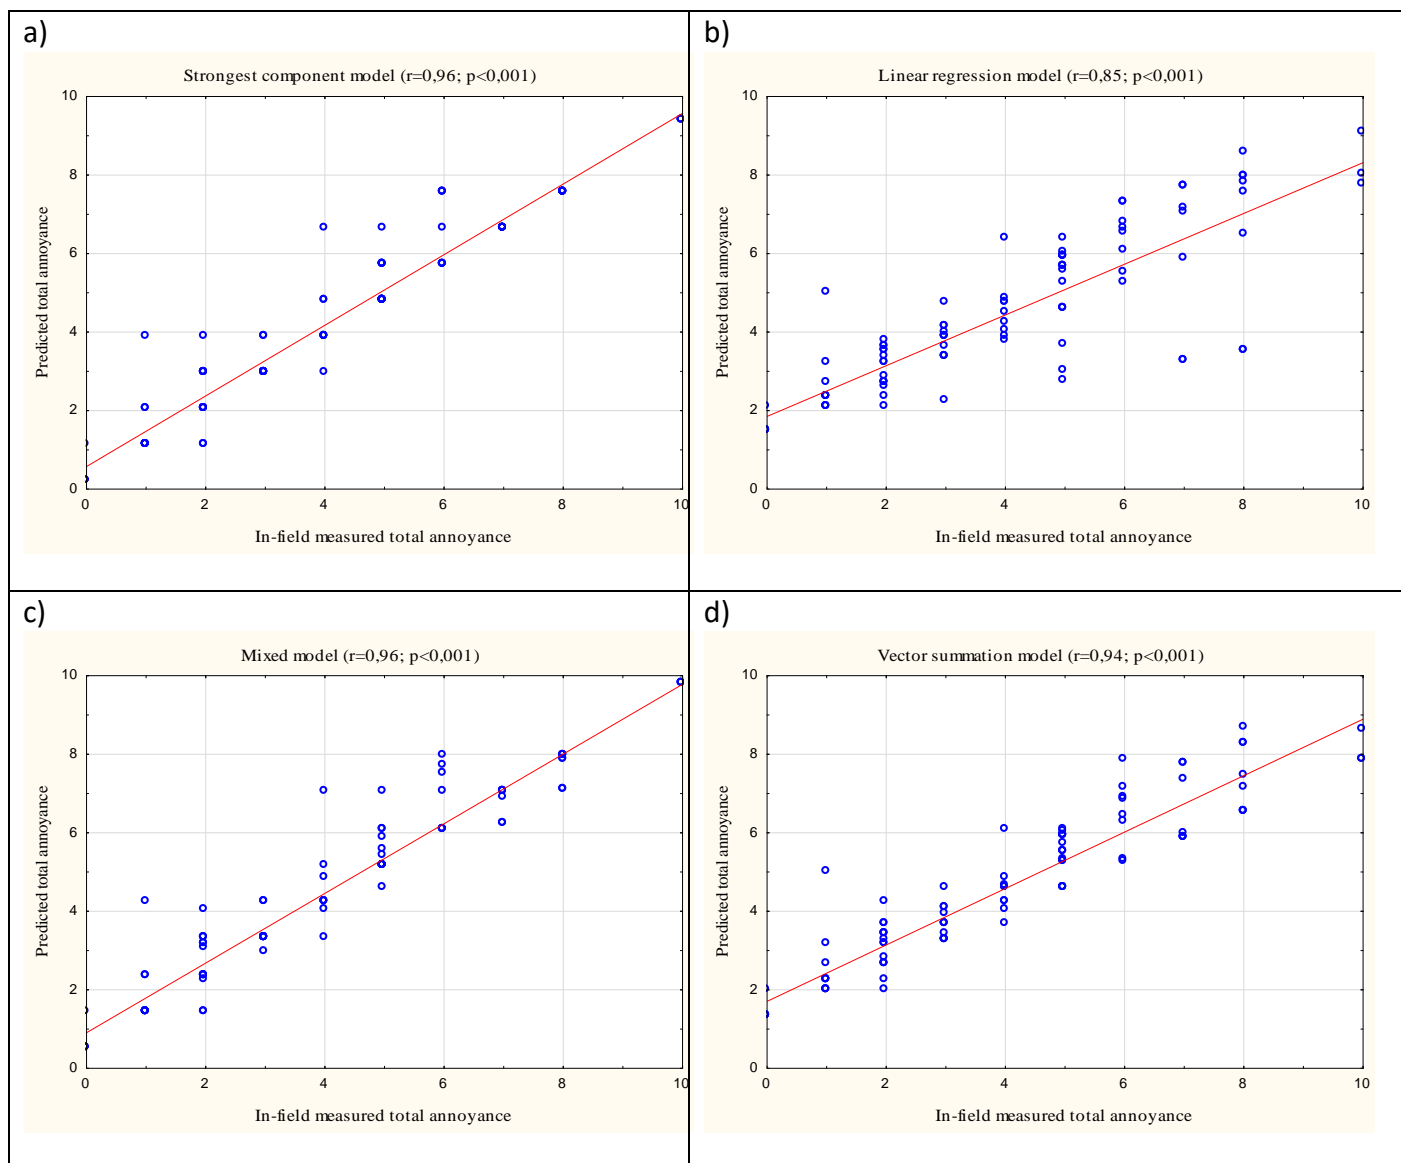 a)
Strongest component model (r=0,96; p<0,001)
10
8
6
4
2
0
Predicted total annoyance
0 2 4 6 8 10
In-field measured total annoyance
b)
Linear regression model (r=0,85; p<0,001)
10
8
6
4
2
0
Predicted total annoyance
0 2 4 6 8 10
In-field measured total annoyance
c)
Mixed model (r=0,96; p<0,001)
10
8
6
4
2
0
Predicted total annoyance
0 2 4 6 8 10
In-field measured total annoyance
d)
Vector summation model (r=0,94; p<0,001)
10
8
6
4
2
0
Predicted total annoyance
0 2 4 6 8 10
In-field measured total annoyance